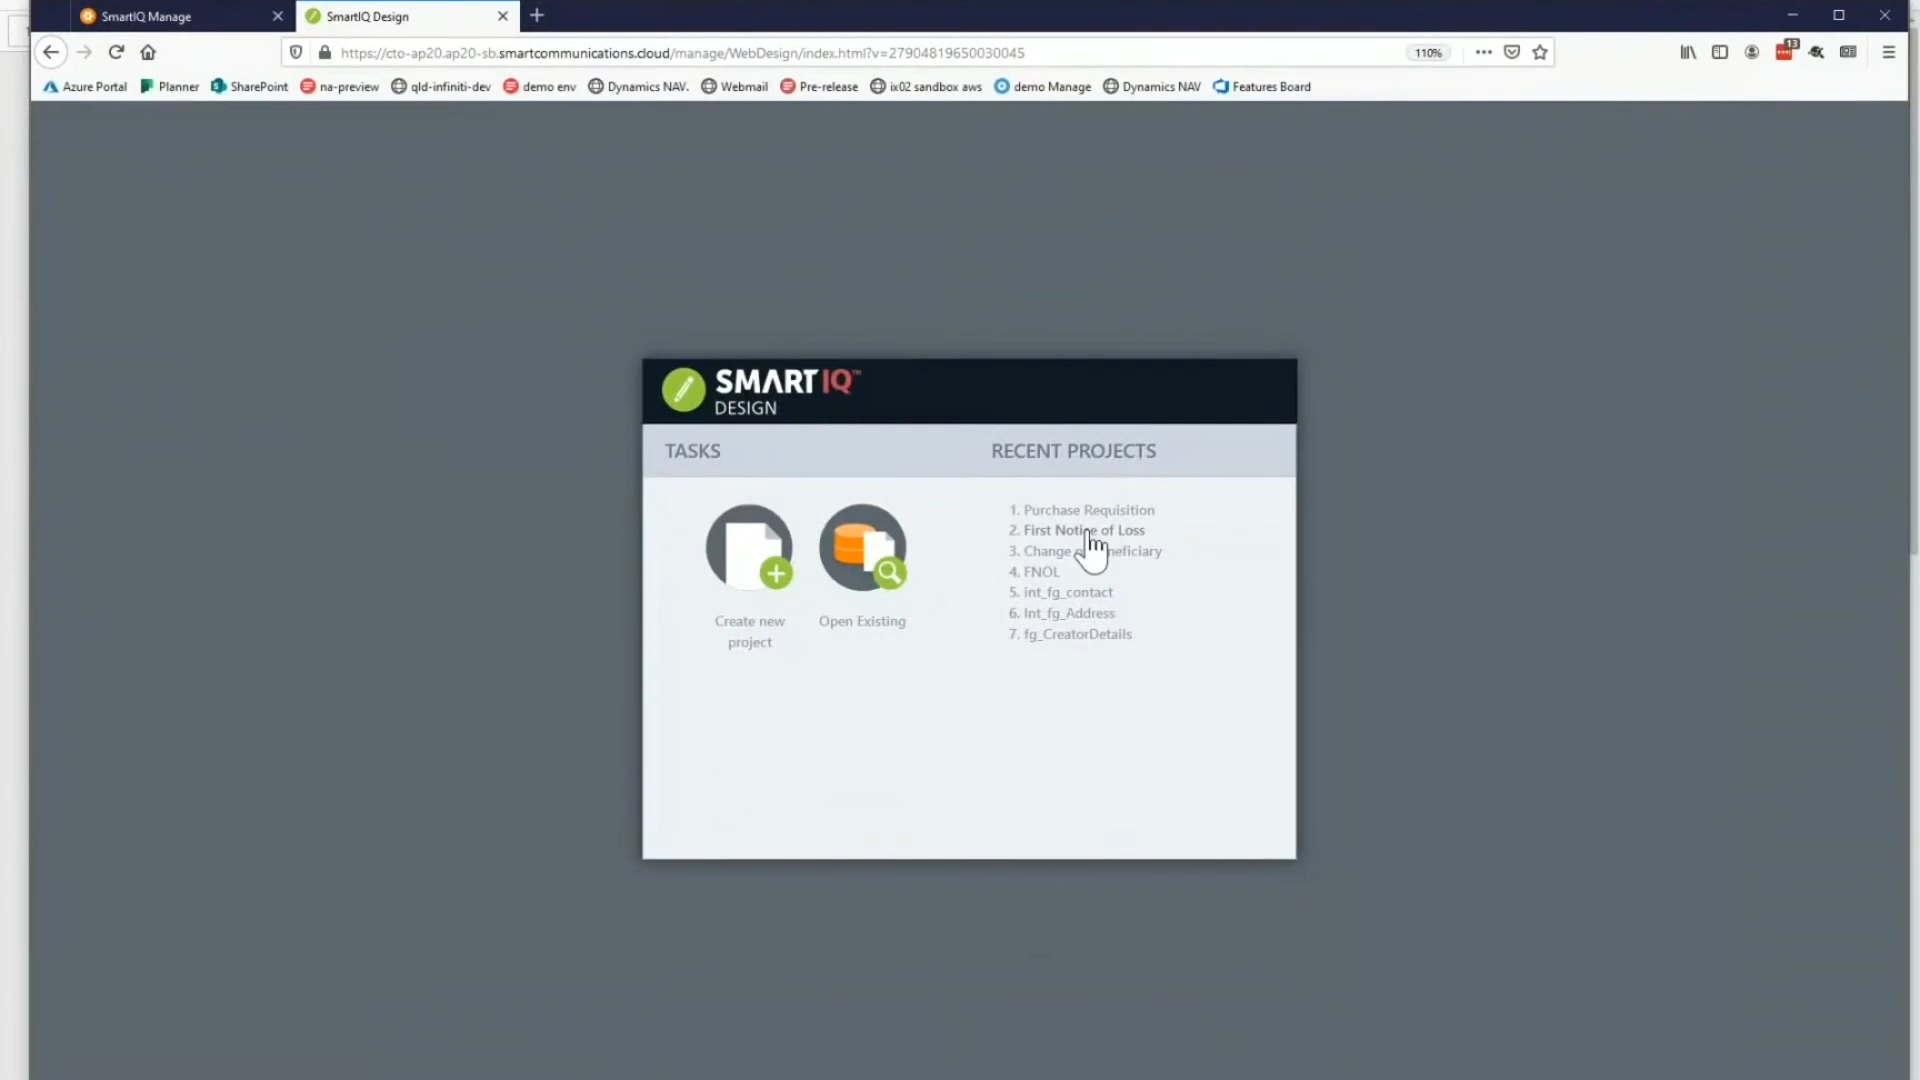 SmartIQ Manage
SmartIQ Design
https://cto-ap20.ap20-sb.smartcommunications.cloud/manage/WebDesign/index.html?v=27904819650030045
110%
13
Azure Portal
Planner
SharePoint
na-preview
qld-infiniti-dev
demo env
Dynamics NAV.
Webmail
Pre-release
ix02 sandbox aws
demo Manage
Dynamics NAV
Features Board
SMART IQ™
DESIGN
TASKS
RECENT PROJECTS
Create new
project
Open Existing
1. Purchase Requisition
2. First Notice of Loss
3. Change neficiary
4. FNOL
5. int_fg_contact
6. Int_fg_Address
7. fg_CreatorDetails